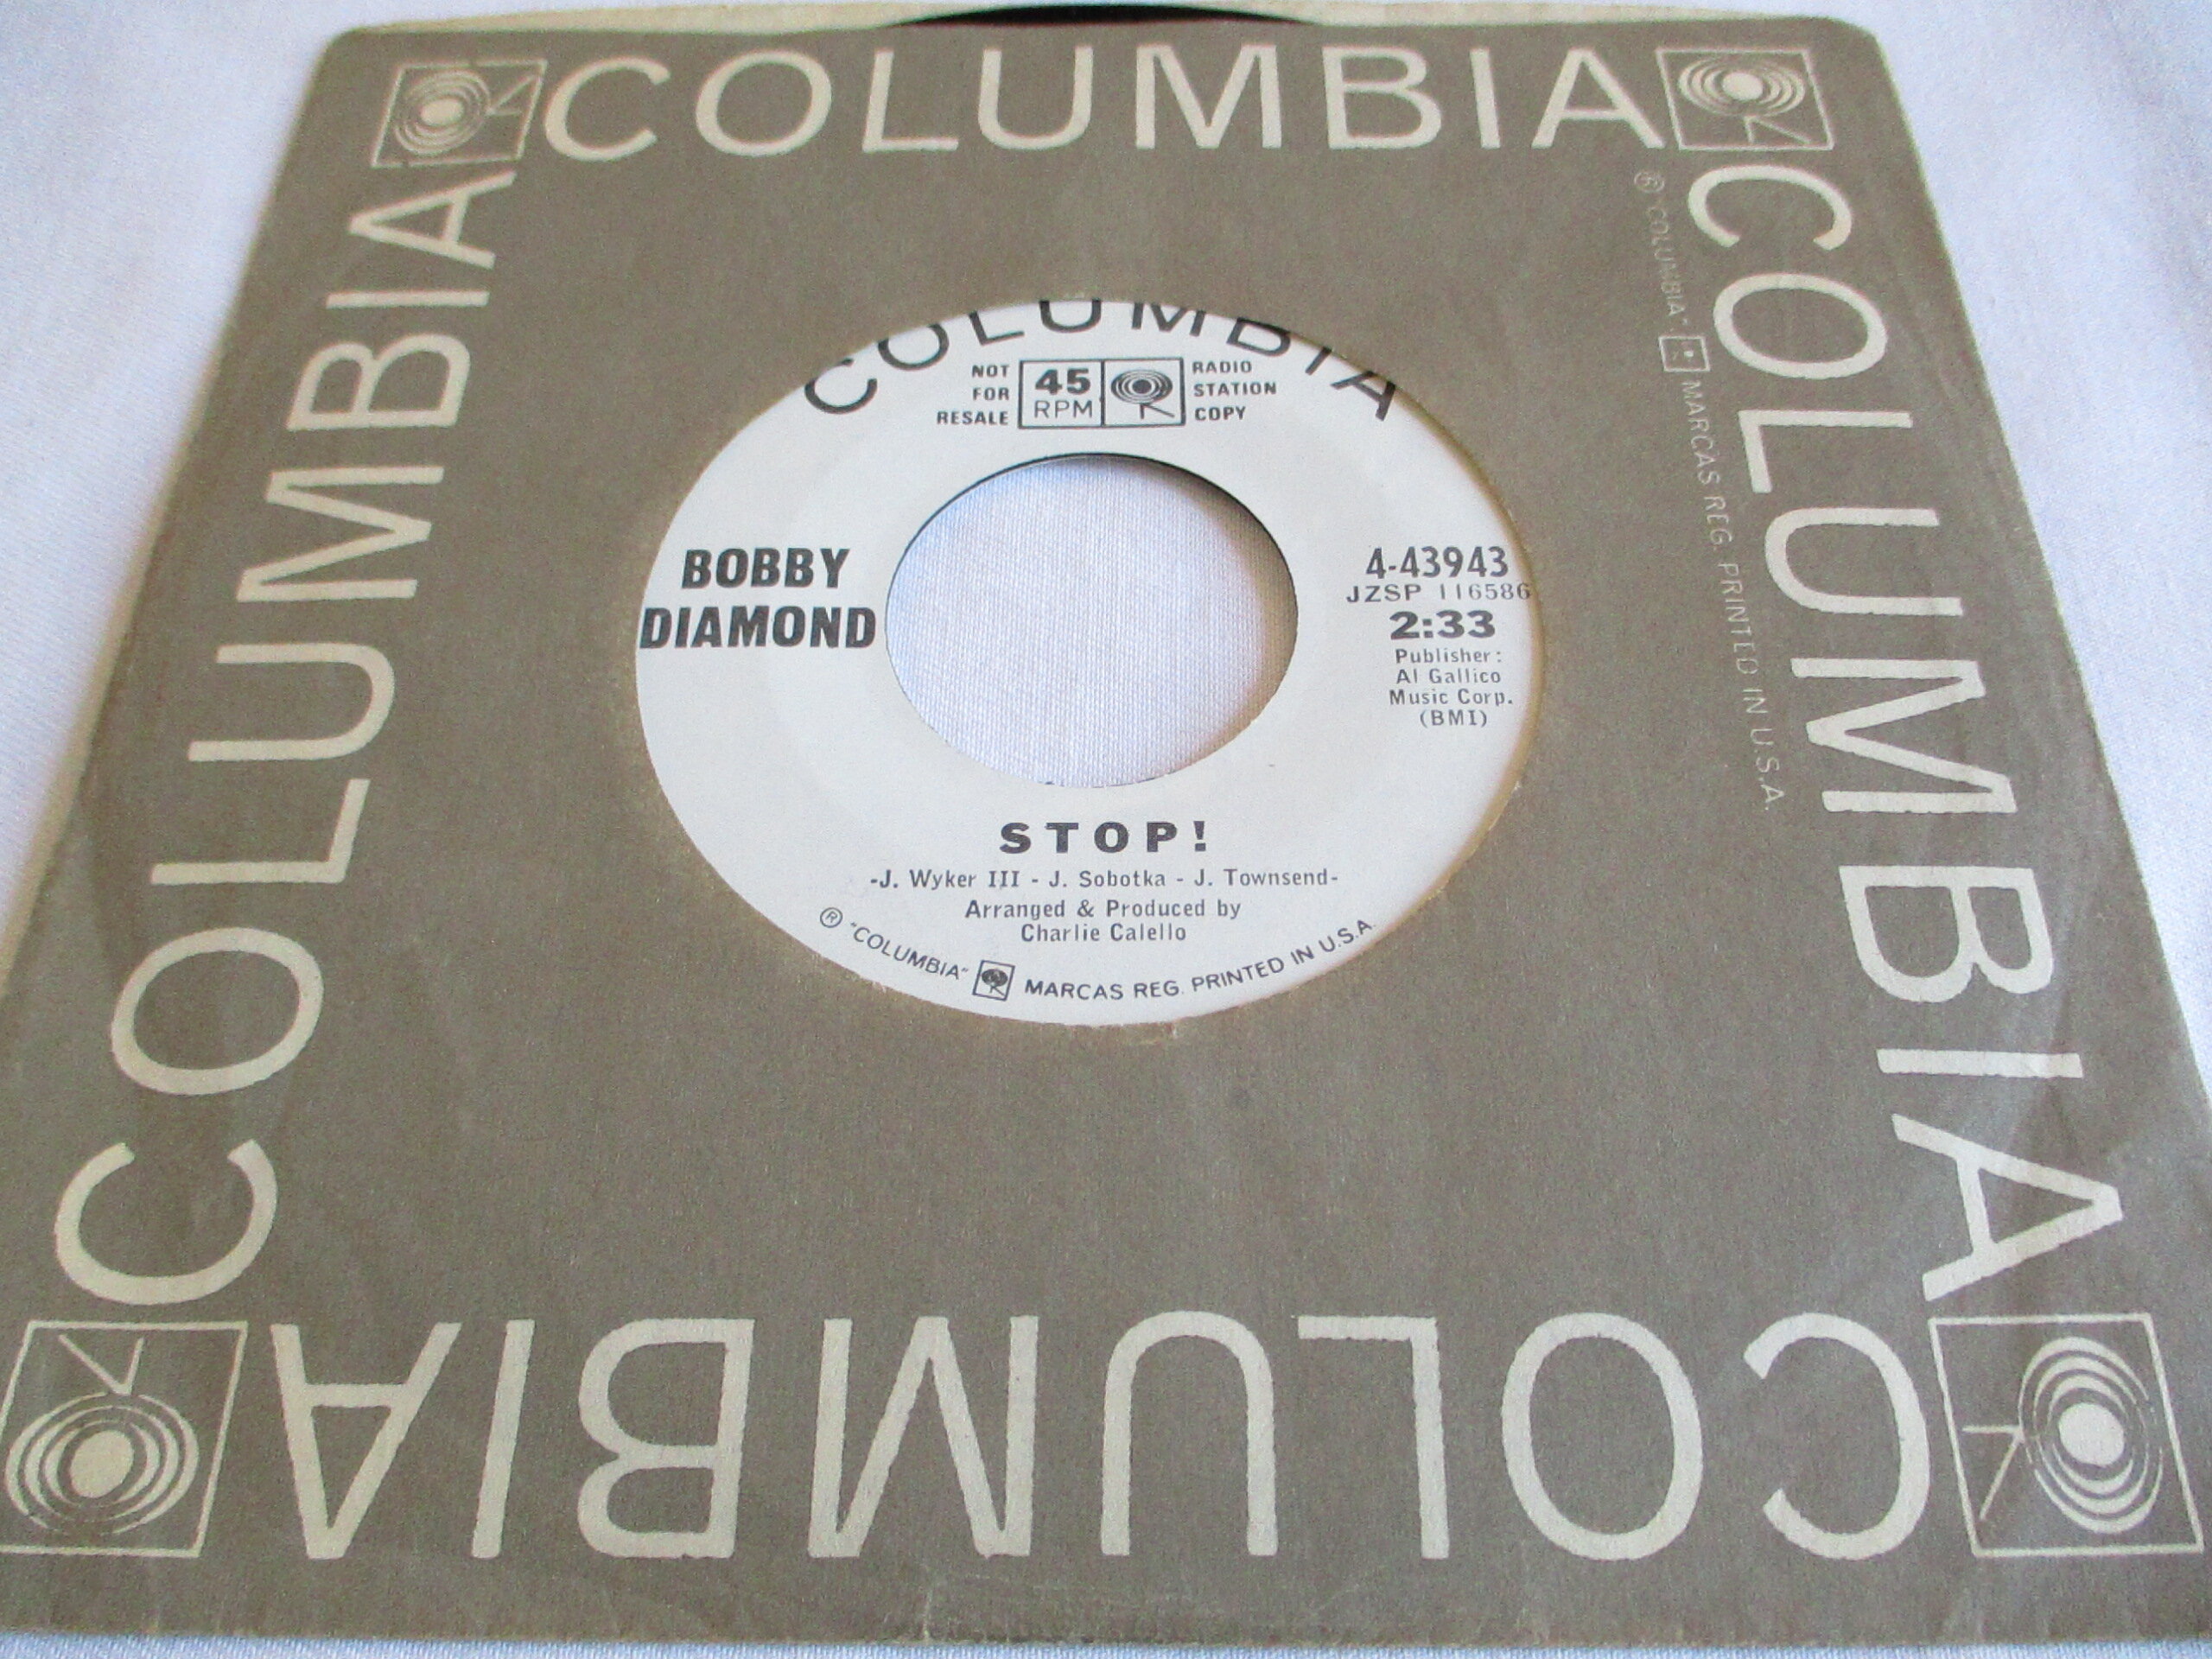 COLUMBIA
COLUMBIA
COLUMBIA
COLUMBIA
® "COLUMBIA", MARCAS REG. PRINTED IN U.S.A.
COLUMBIA
NOT
FOR
RESALE
45
RPM
RADIO
STATION
COPY
BOBBY
DIAMOND
4-43943
JZSP 116586
2:33
Publisher:
Al Gallico
Music Corp.
(BMI)
STOP!
-J. Wyker III - J. Sobotka - J. Townsend-
Arranged & Produced by
Charlie Calello
® "COLUMBIA" MARCAS REG. PRINTED IN U.S.A.